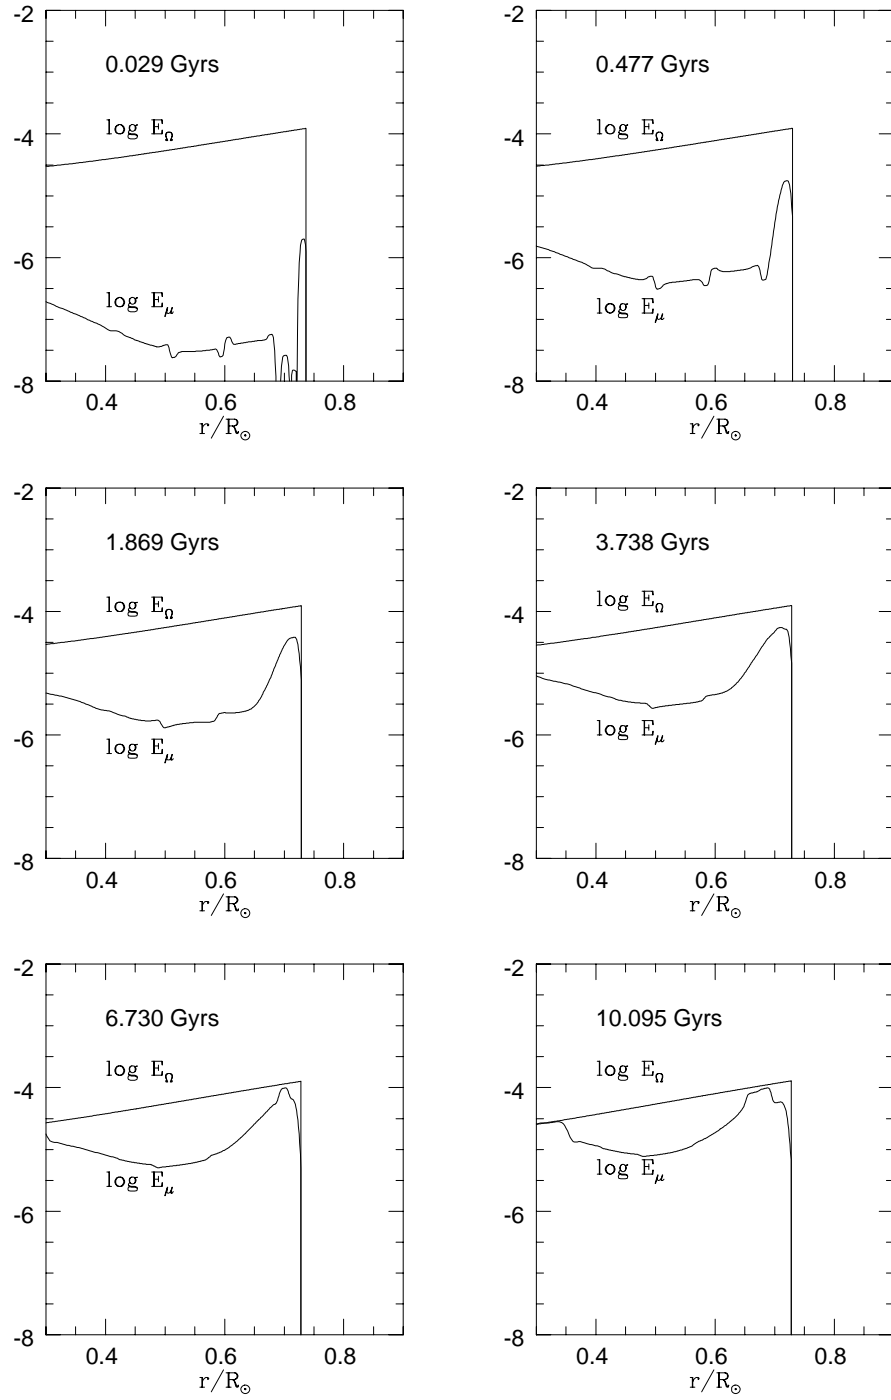 -2
0.029 Gyrs
log E_Ω
-4
-6
log E_μ
-8
0.4 0.6 0.8
r/R_⊙
-2
0.477 Gyrs
log E_Ω
-4
-6
log E_μ
-8
0.4 0.6 0.8
r/R_⊙
-2
1.869 Gyrs
log E_Ω
-4
-6
log E_μ
-8
0.4 0.6 0.8
r/R_⊙
-2
3.738 Gyrs
log E_Ω
-4
-6
log E_μ
-8
0.4 0.6 0.8
r/R_⊙
-2
6.730 Gyrs
log E_Ω
-4
log E_μ
-6
-8
0.4 0.6 0.8
r/R_⊙
-2
10.095 Gyrs
log E_Ω
-4
log E_μ
-6
-8
0.4 0.6 0.8
r/R_⊙